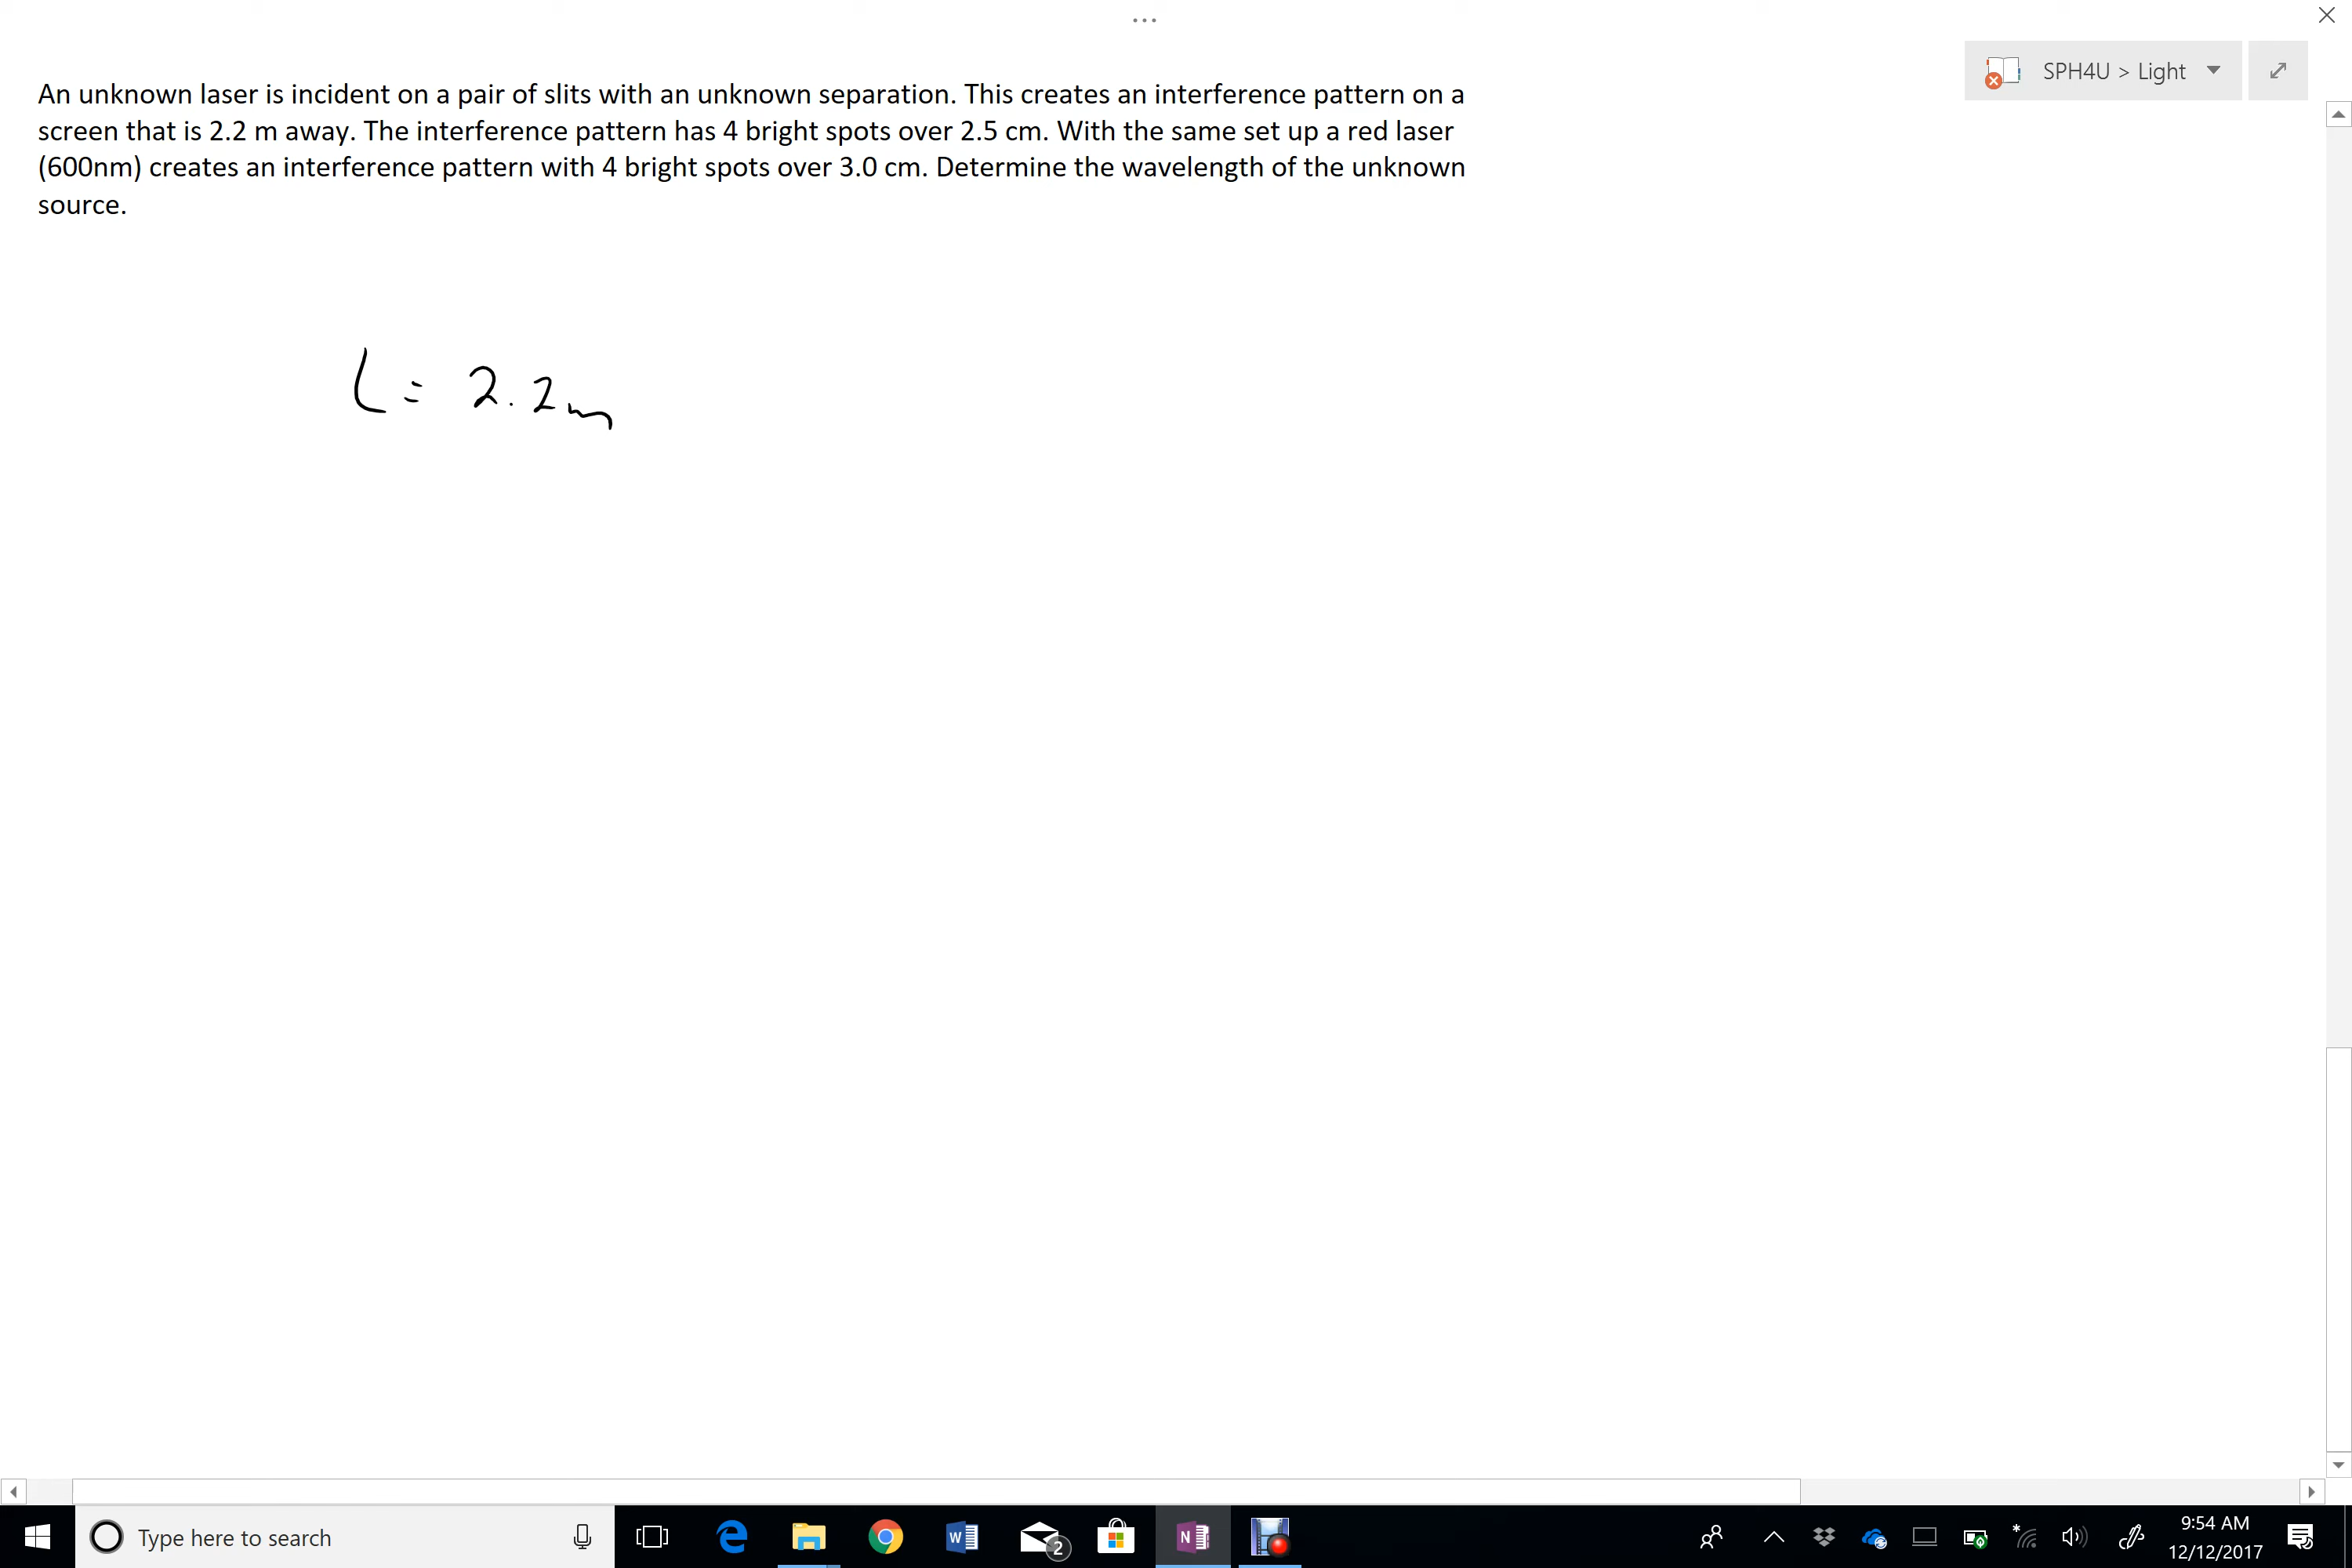 SPH4U > Light
An unknown laser is incident on a pair of slits with an unknown separation. This creates an interference pattern on a
screen that is 2.2 m away. The interference pattern has 4 bright spots over 2.5 cm. With the same set up a red laser
(600nm) creates an interference pattern with 4 bright spots over 3.0 cm. Determine the wavelength of the unknown
source.
L = 2.2m
Type here to search
W
2
N
9:54 AM
12/12/2017